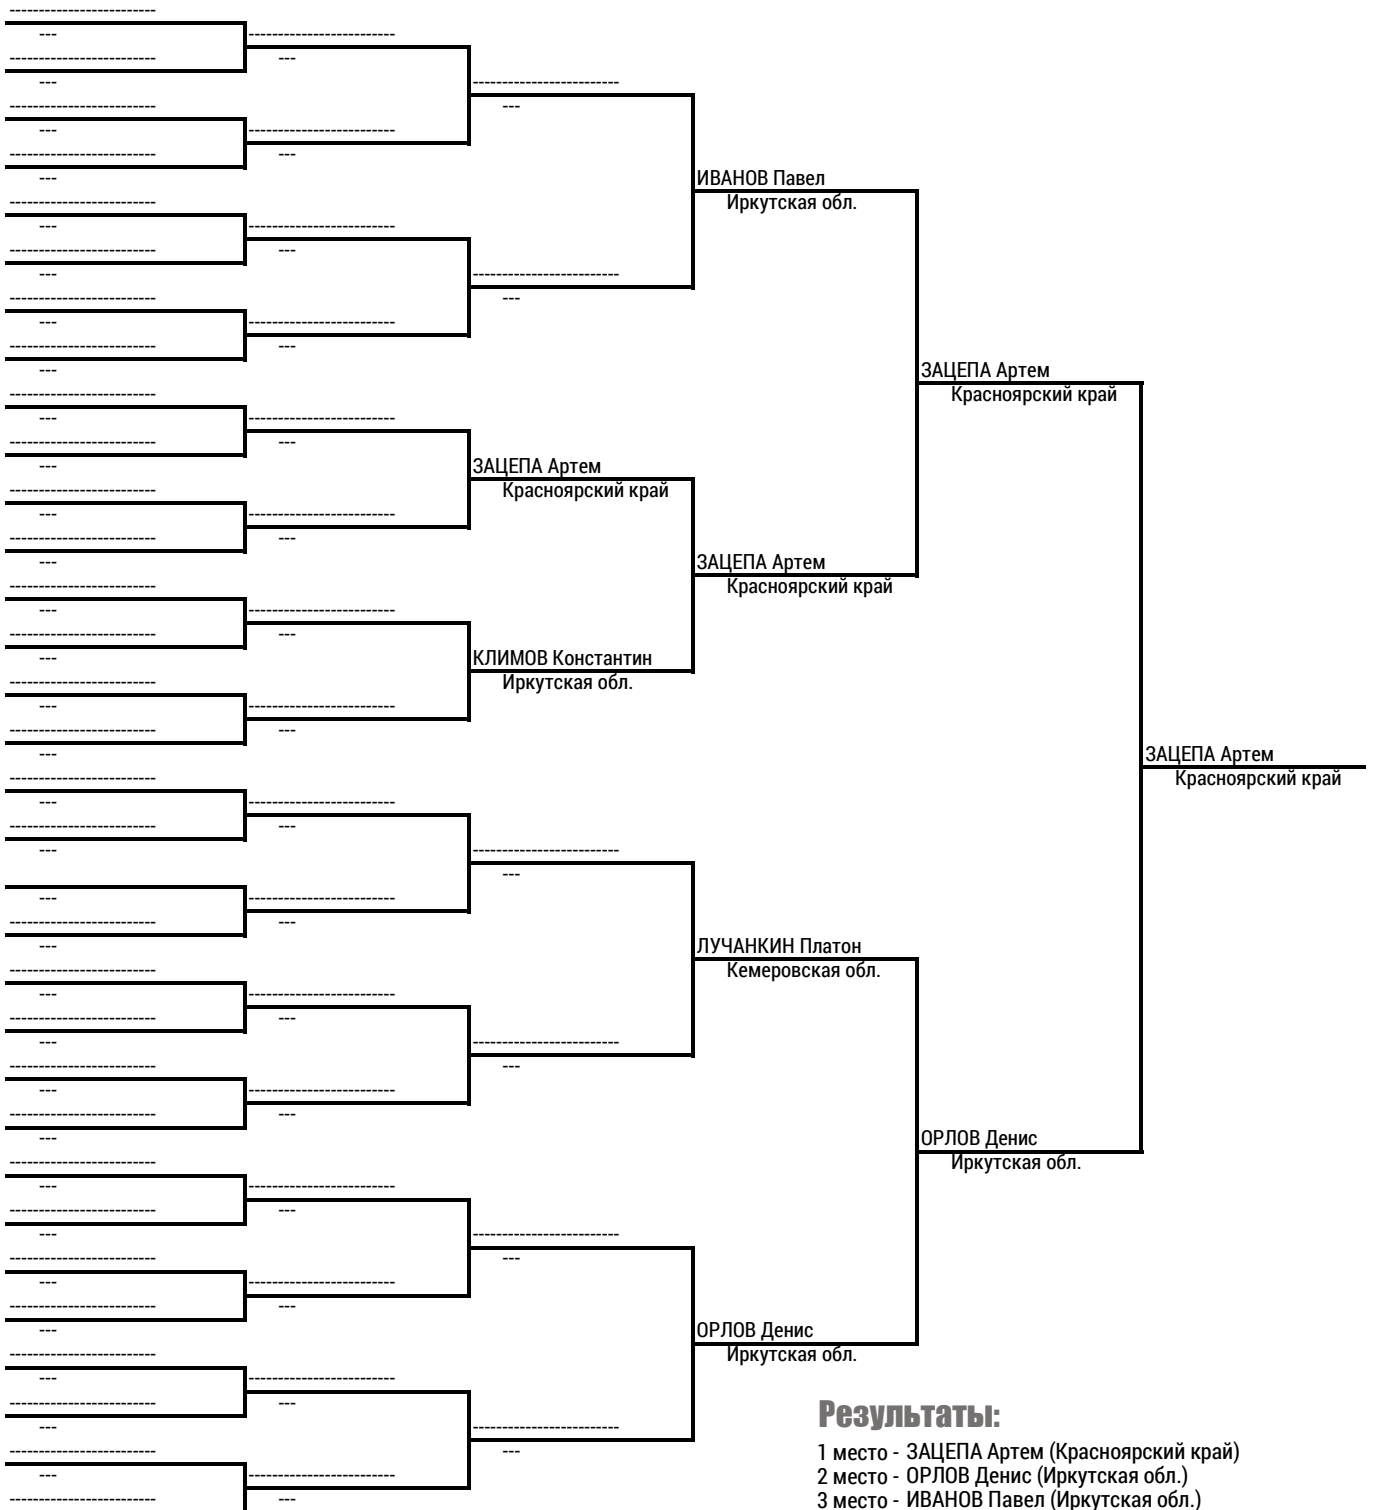 ИВАНОВ Павел
Иркутская обл.
ЗАЦЕПА Артем
Красноярский край
ЗАЦЕПА Артем
Красноярский край
ЗАЦЕПА Артем
Красноярский край
КЛИМОВ Константин
Иркутская обл.
ЗАЦЕПА Артем
Красноярский край
ЛУЧАНКИН Платон
Кемеровская обл.
ОРЛОВ Денис
Иркутская обл.
ОРЛОВ Денис
Иркутская обл.
Результаты:
1 место - ЗАЦЕПА Артем (Красноярский край)
2 место - ОРЛОВ Денис (Иркутская обл.)
3 место - ИВАНОВ Павел (Иркутская обл.)